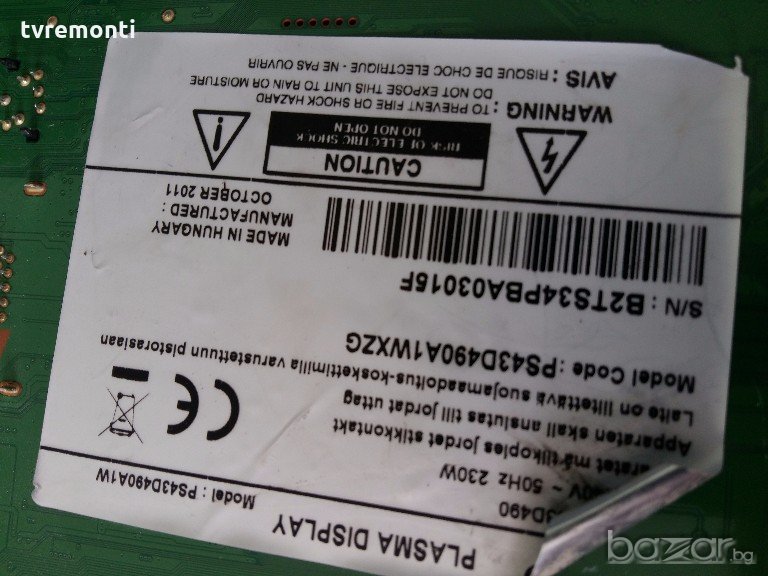 tvremonti
PLASMA DISPLAY
Model : PS43D490A1W
3D490
50Hz 230W
jordet stikkontakt
Apparaten skall anslutas till jordat uttag
Laite on liitettävä suojamaadoitus-koskettimilla varustettuun pistorasiaan
Model Code : PS43D490A1WXZG
CE
S/N : B2TS34PBA03015F
MADE IN HUNGARY
MANUFACTURED :
OCTOBER 2011
CAUTION
RISK OF ELECTRIC SHOCK
DO NOT OPEN
WARNING : TO PREVENT FIRE OR SHOCK HAZARD
DO NOT EXPOSE THIS UNIT TO RAIN OR MOISTURE
AVIS : RISQUE DE CHOC ELECTRIQUE - NE PAS OUVRIR
bazar.bg